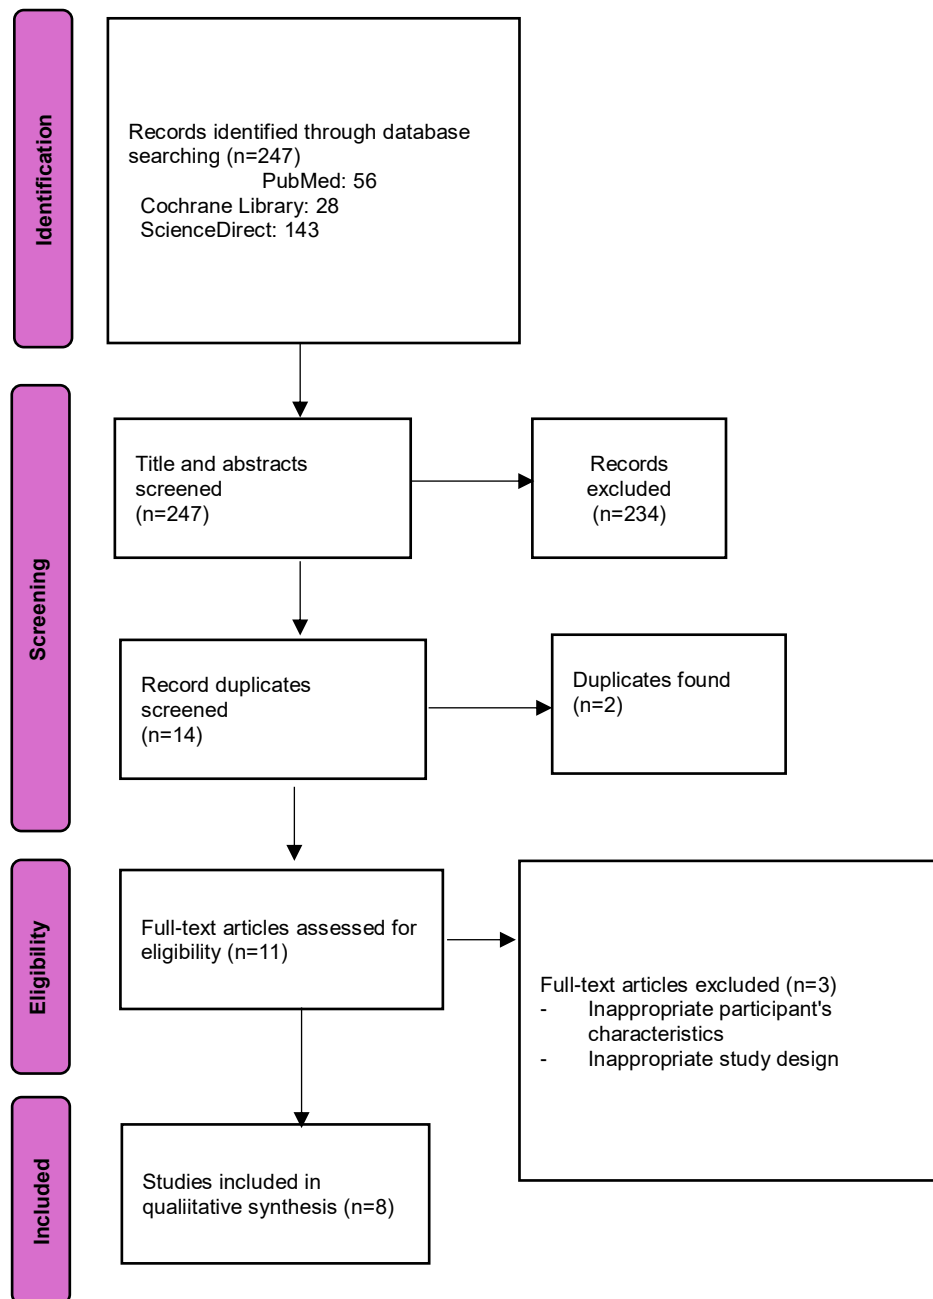 Identification
Records identified through database
searching (n=247)
PubMed: 56
Cochrane Library: 28
ScienceDirect: 143
Screening
Title and abstracts
screened
(n=247)
Records
excluded
(n=234)
Record duplicates
screened
(n=14)
Duplicates found
(n=2)
Eligibility
Full-text articles assessed for
eligibility (n=11)
Full-text articles excluded (n=3)
- Inappropriate participant's
characteristics
- Inappropriate study design
Included
Studies included in
qualiitative synthesis (n=8)